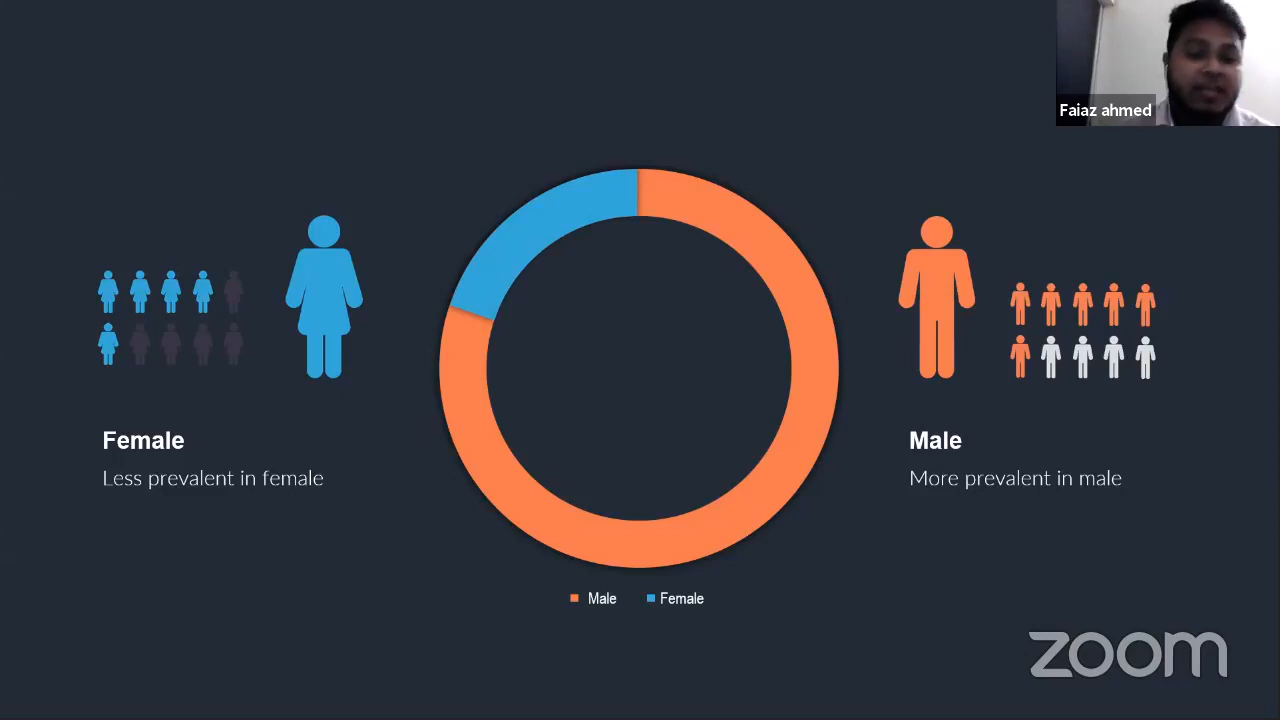 Faiaz ahmed
Female
Less prevalent in female
Male
More prevalent in male
Male
Female
zoom